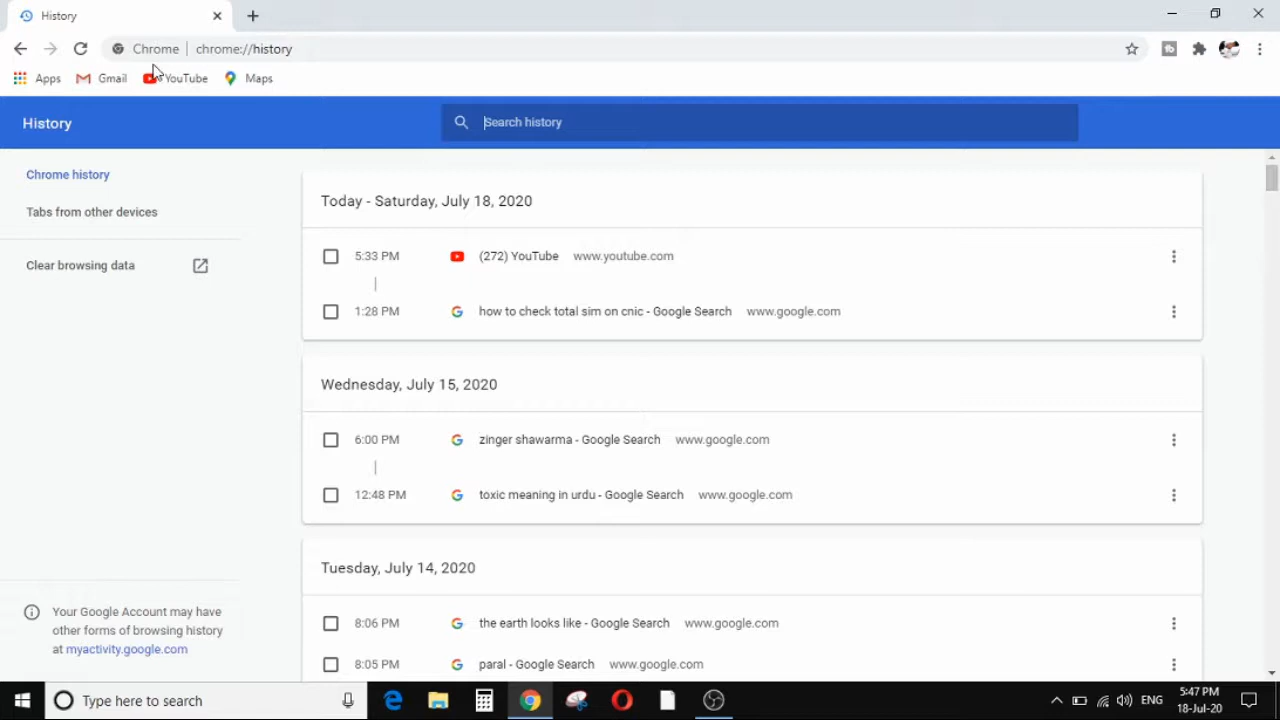 History
Chrome
chrome://history
Apps
Gmail
YouTube
Maps
History
Search history
Chrome history
Tabs from other devices
Clear browsing data
Your Google Account may have
other forms of browsing history
at myactivity.google.com
Today - Saturday, July 18, 2020
5:33 PM (272) YouTube www.youtube.com
1:28 PM how to check total sim on cnic - Google Search www.google.com
Wednesday, July 15, 2020
6:00 PM zinger shawarma - Google Search www.google.com
12:48 PM toxic meaning in urdu - Google Search www.google.com
Tuesday, July 14, 2020
8:06 PM the earth looks like - Google Search www.google.com
8:05 PM paral - Google Search www.google.com
Type here to search
ENG
5:47 PM
18-Jul-20